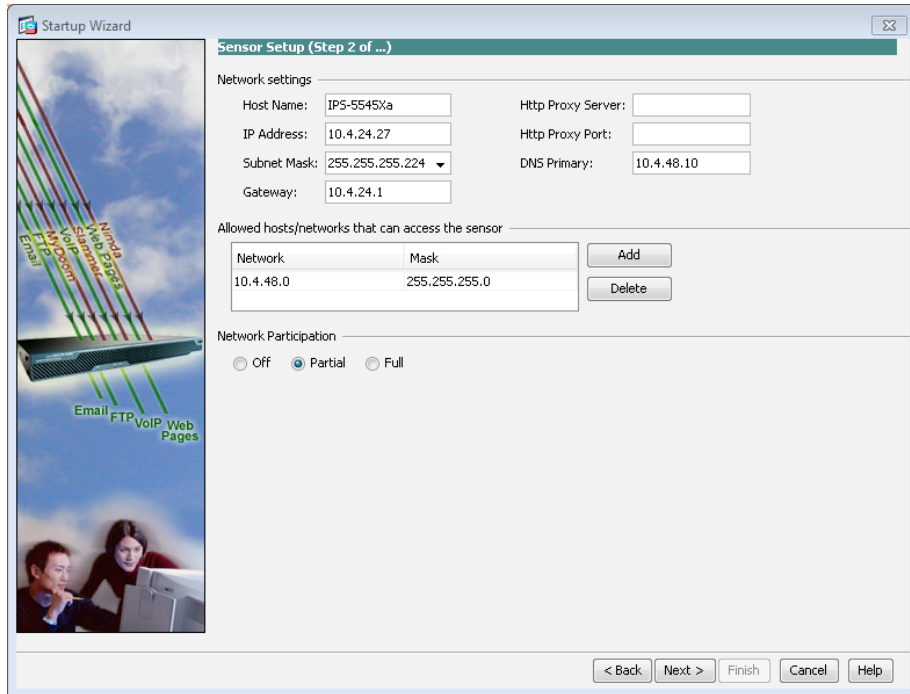 Startup Wizard
Sensor Setup (Step 2 of ...)
Network settings
Host Name: IPS-5545Xa
Http Proxy Server:
IP Address: 10.4.24.27
Http Proxy Port:
Subnet Mask: 255.255.255.224
DNS Primary: 10.4.48.10
Gateway: 10.4.24.1
Allowed hosts/networks that can access the sensor
Network Mask
10.4.48.0 255.255.255.0
Add
Delete
Network Participation
Off Partial Full
Nimda
Web Pages
Slammer
VoIP
MyDoom
FTP
Email
Email
FTP
VoIP
Web Pages
< Back Next > Finish Cancel Help